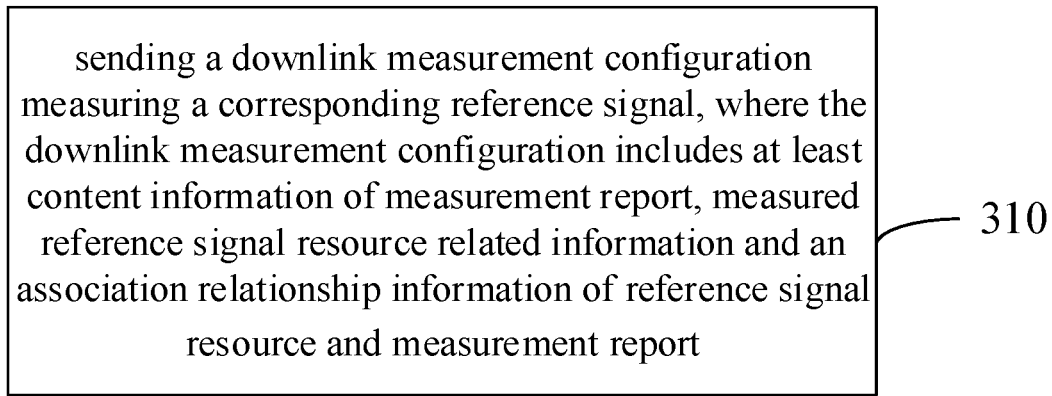 sending a downlink measurement configuration
measuring a corresponding reference signal, where the
downlink measurement configuration includes at least
content information of measurement report, measured
reference signal resource related information and an
association relationship information of reference signal
resource and measurement report
310